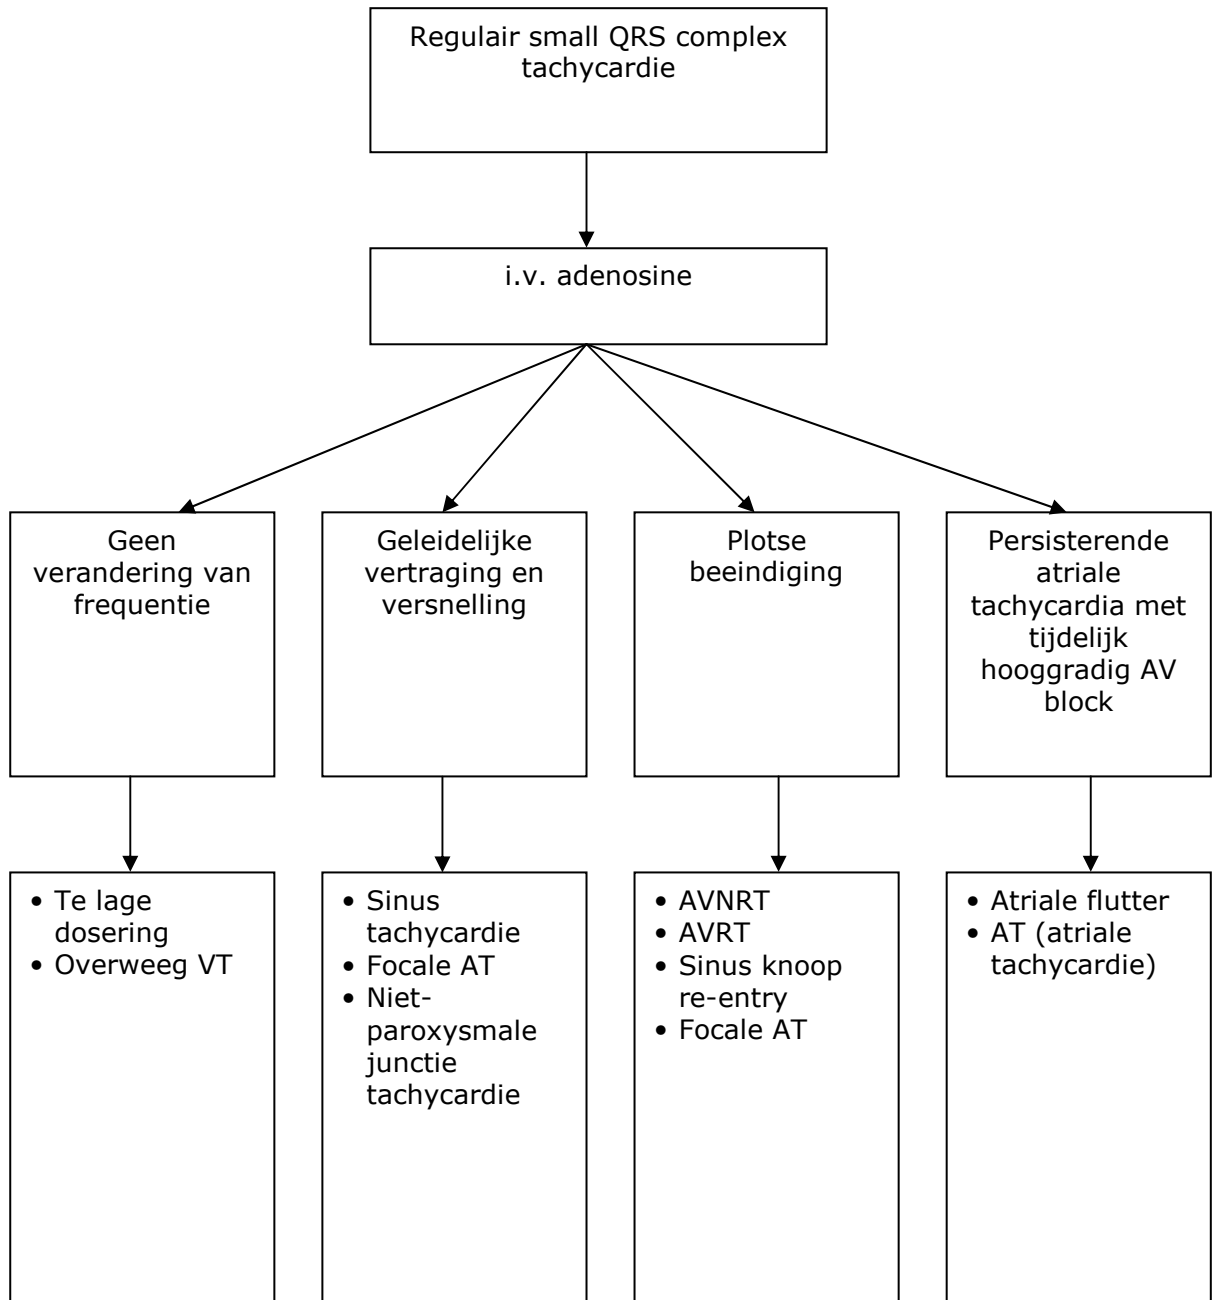 Regulair small QRS complex
tachycardie
i.v. adenosine
Geen
verandering van
frequentie
Geleidelijke
vertraging en
versnelling
Plotse
beeindiging
Persisterende
atriale
tachycardia met
tijdelijk
hooggradig AV
block
• Te lage
dosering
• Overweeg VT
• Sinus
tachycardie
• Focale AT
• Niet-
paroxysmale
junctie
tachycardie
• AVNRT
• AVRT
• Sinus knoop
re-entry
• Focale AT
• Atriale flutter
• AT (atriale
tachycardie)